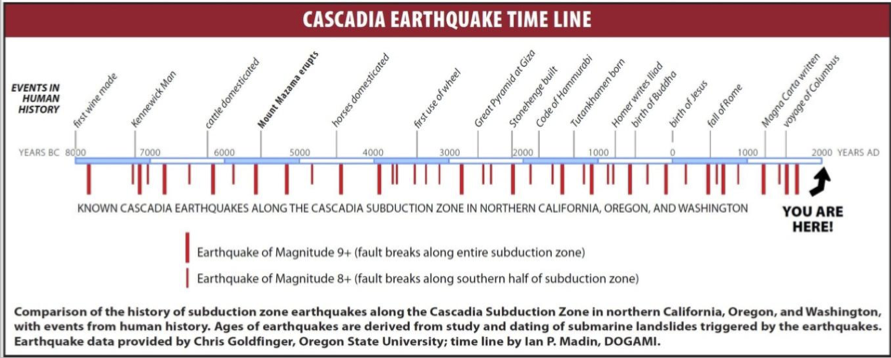 CASCADIA EARTHQUAKE TIME LINE
EVENTS IN
HUMAN
HISTORY
first wine made
Kennewick Man
cattle domesticated
Mount Mazama erupts
horses domesticated
first use of wheel
Great Pyramid at Giza
Stonehenge built
Code of Hammurabi
Tutankhamen born
Homer writes Iliad
birth of Buddha
birth of Jesus
fall of Rome
Magna Carta written
voyage of Columbus
YEARS BC 8000 7000 6000 5000 4000 3000 2000 1000 0 1000 2000 YEARS AD
KNOWN CASCADIA EARTHQUAKES ALONG THE CASCADIA SUBDUCTION ZONE IN NORTHERN CALIFORNIA, OREGON, AND WASHINGTON
YOU ARE
HERE!
Earthquake of Magnitude 9+ (fault breaks along entire subduction zone)
Earthquake of Magnitude 8+ (fault breaks along southern half of subduction zone)
Comparison of the history of subduction zone earthquakes along the Cascadia Subduction Zone in northern California, Oregon, and Washington,
with events from human history. Ages of earthquakes are derived from study and dating of submarine landslides triggered by the earthquakes.
Earthquake data provided by Chris Goldfinger, Oregon State University; time line by Ian P. Madin, DOGAMI.